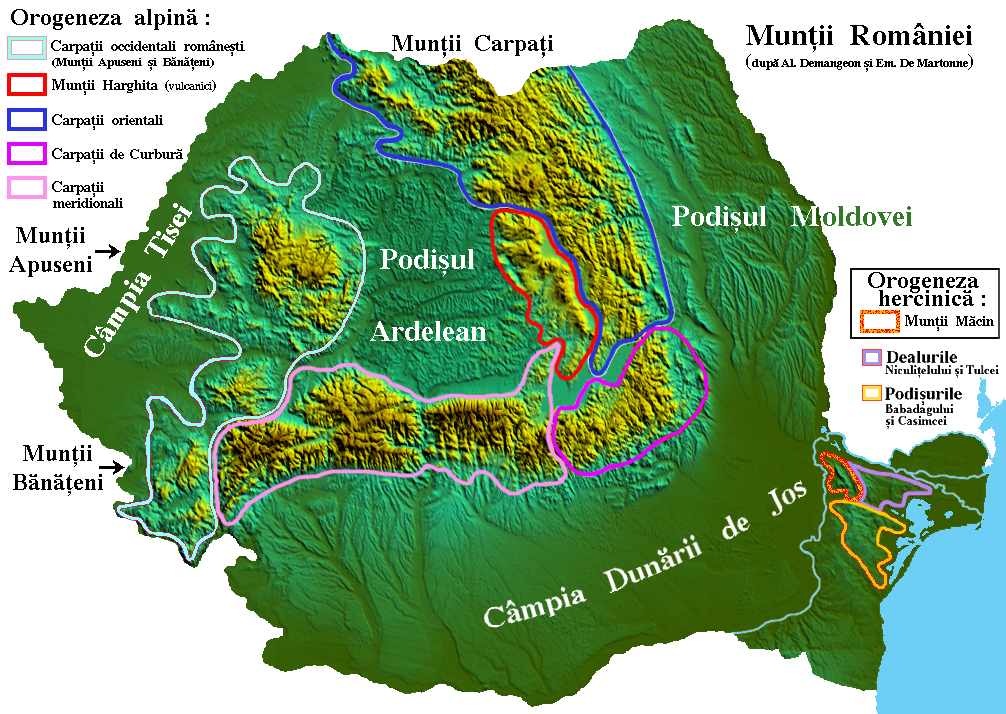 Orogeneza alpină :
Carpații occidentali românești
(Munții Apuseni și Bănățeni)
Munții Harghita (vulcanici)
Carpații orientali
Carpații de Curbură
Carpații
meridionali
Munții Carpați
Munții României
(după Al. Demangeon și Em. De Martonne)
Munții
Apuseni
Câmpia Tisei
Podișul
Ardelean
Podișul Moldovei
Orogeneza
hercinică :
Munții Măcin
Dealurile
Niculițelului și Tulcei
Podișurile
Babadagului
și Casimcei
Munții
Bănățeni
Câmpia Dunării de Jos